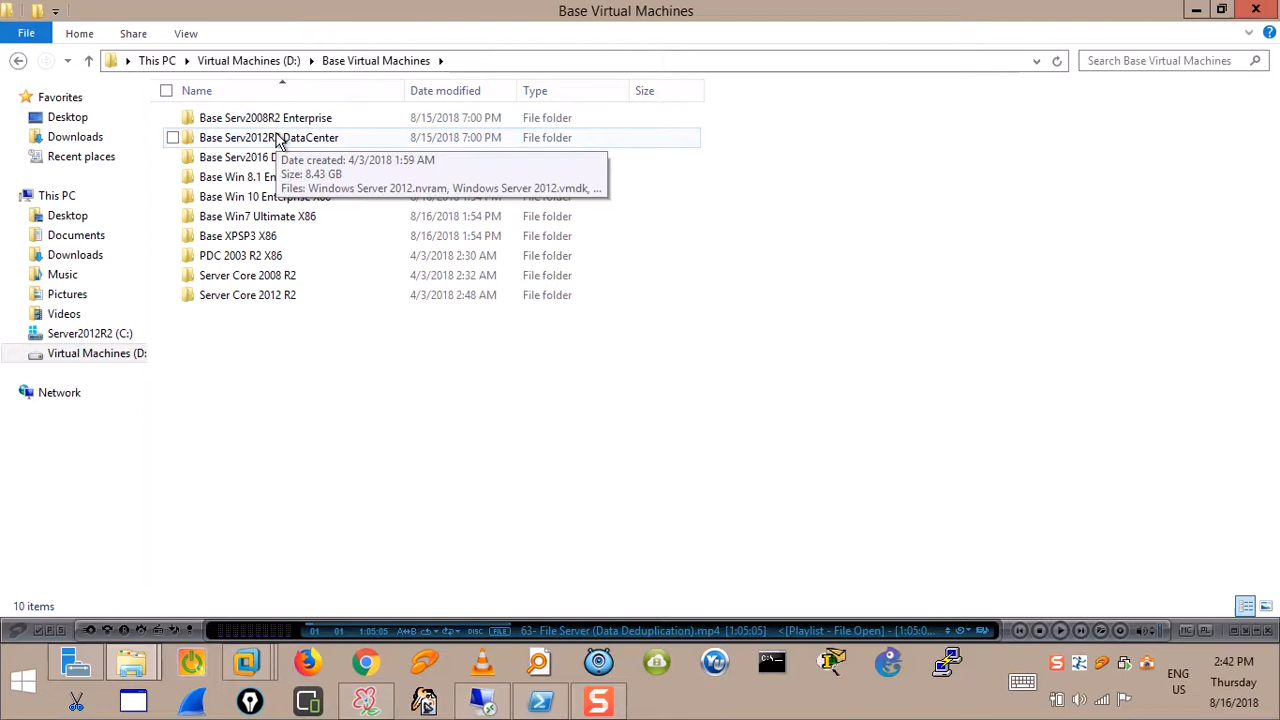 Base Virtual Machines
File Home Share View
This PC Virtual Machines (D:) Base Virtual Machines Search Base Virtual Machines
Name Date modified Type Size
Favorites
Desktop
Downloads
Recent places
This PC
Desktop
Documents
Downloads
Music
Pictures
Videos
Server2012R2 (C:)
Virtual Machines (D:
Network
Base Serv2008R2 Enterprise 8/15/2018 7:00 PM File folder
Base Serv2012R DataCenter 8/15/2018 7:00 PM File folder
Base Serv2016 D
Base Win 8.1 En
Base Win 10 Enterprise X86 8/16/2018 1:54 PM File folder
Base Win7 Ultimate X86 8/16/2018 1:54 PM File folder
Base XPSP3 X86 8/16/2018 1:54 PM File folder
PDC 2003 R2 X86 4/3/2018 2:30 AM File folder
Server Core 2008 R2 4/3/2018 2:32 AM File folder
Server Core 2012 R2 4/3/2018 2:48 AM File folder
Date created: 4/3/2018 1:59 AM
Size: 8.43 GB
Files: Windows Server 2012.nvram, Windows Server 2012.vmdk, ...
10 items
01 01 1:05:05 A↔B DISC FILE 63- File Server (Data Deduplication).mp4 [1:05:05] <[Playlist - File Open] - [1:05:0... MC PL
ENG
US
2:42 PM
Thursday
8/16/2018